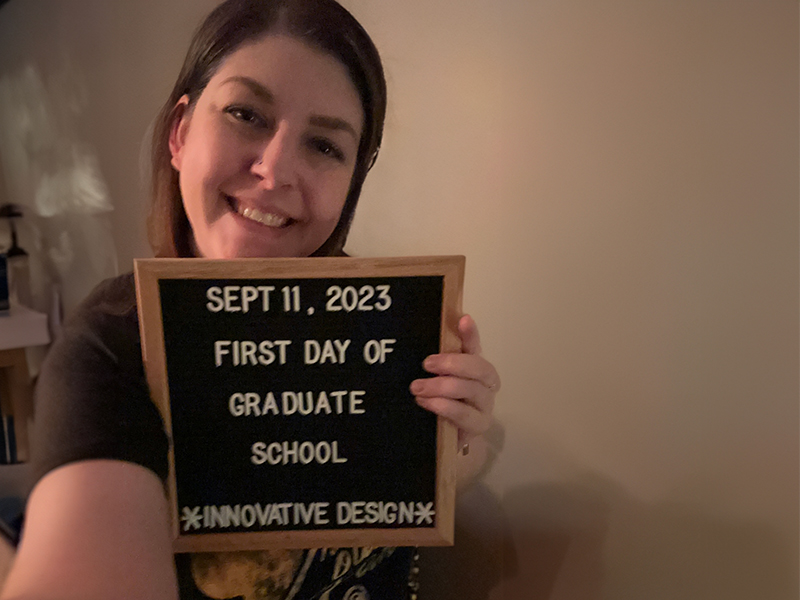 SEPT 11, 2023
FIRST DAY OF
GRADUATE
SCHOOL
*INNOVATIVE DESIGN*